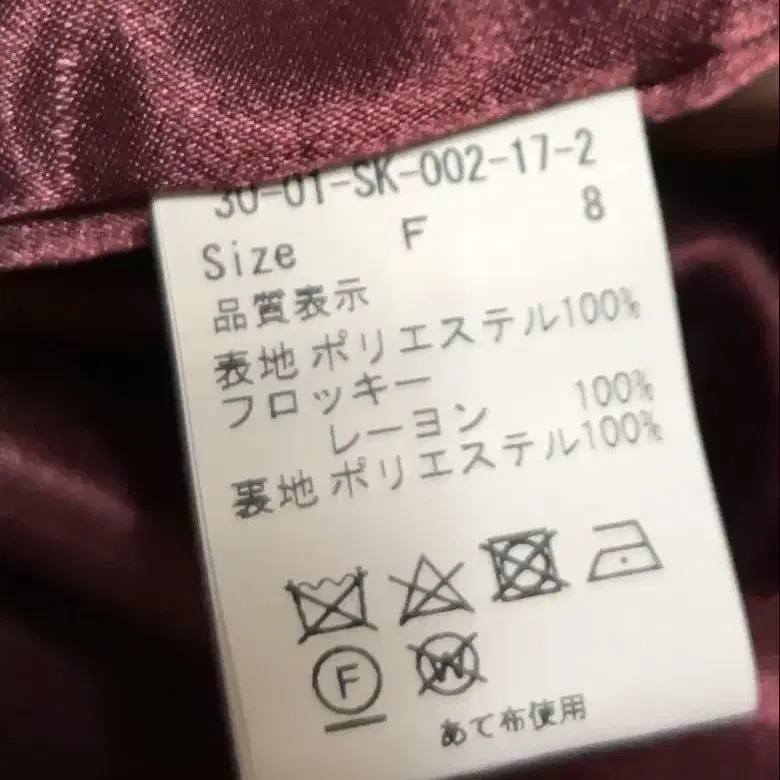 30-01-SK-002-17-2
Size F 8
品質表示
表地 ポリエステル100%
フロッキー
レーヨン 100%
裏地 ポリエステル100%
F W
あて布使用